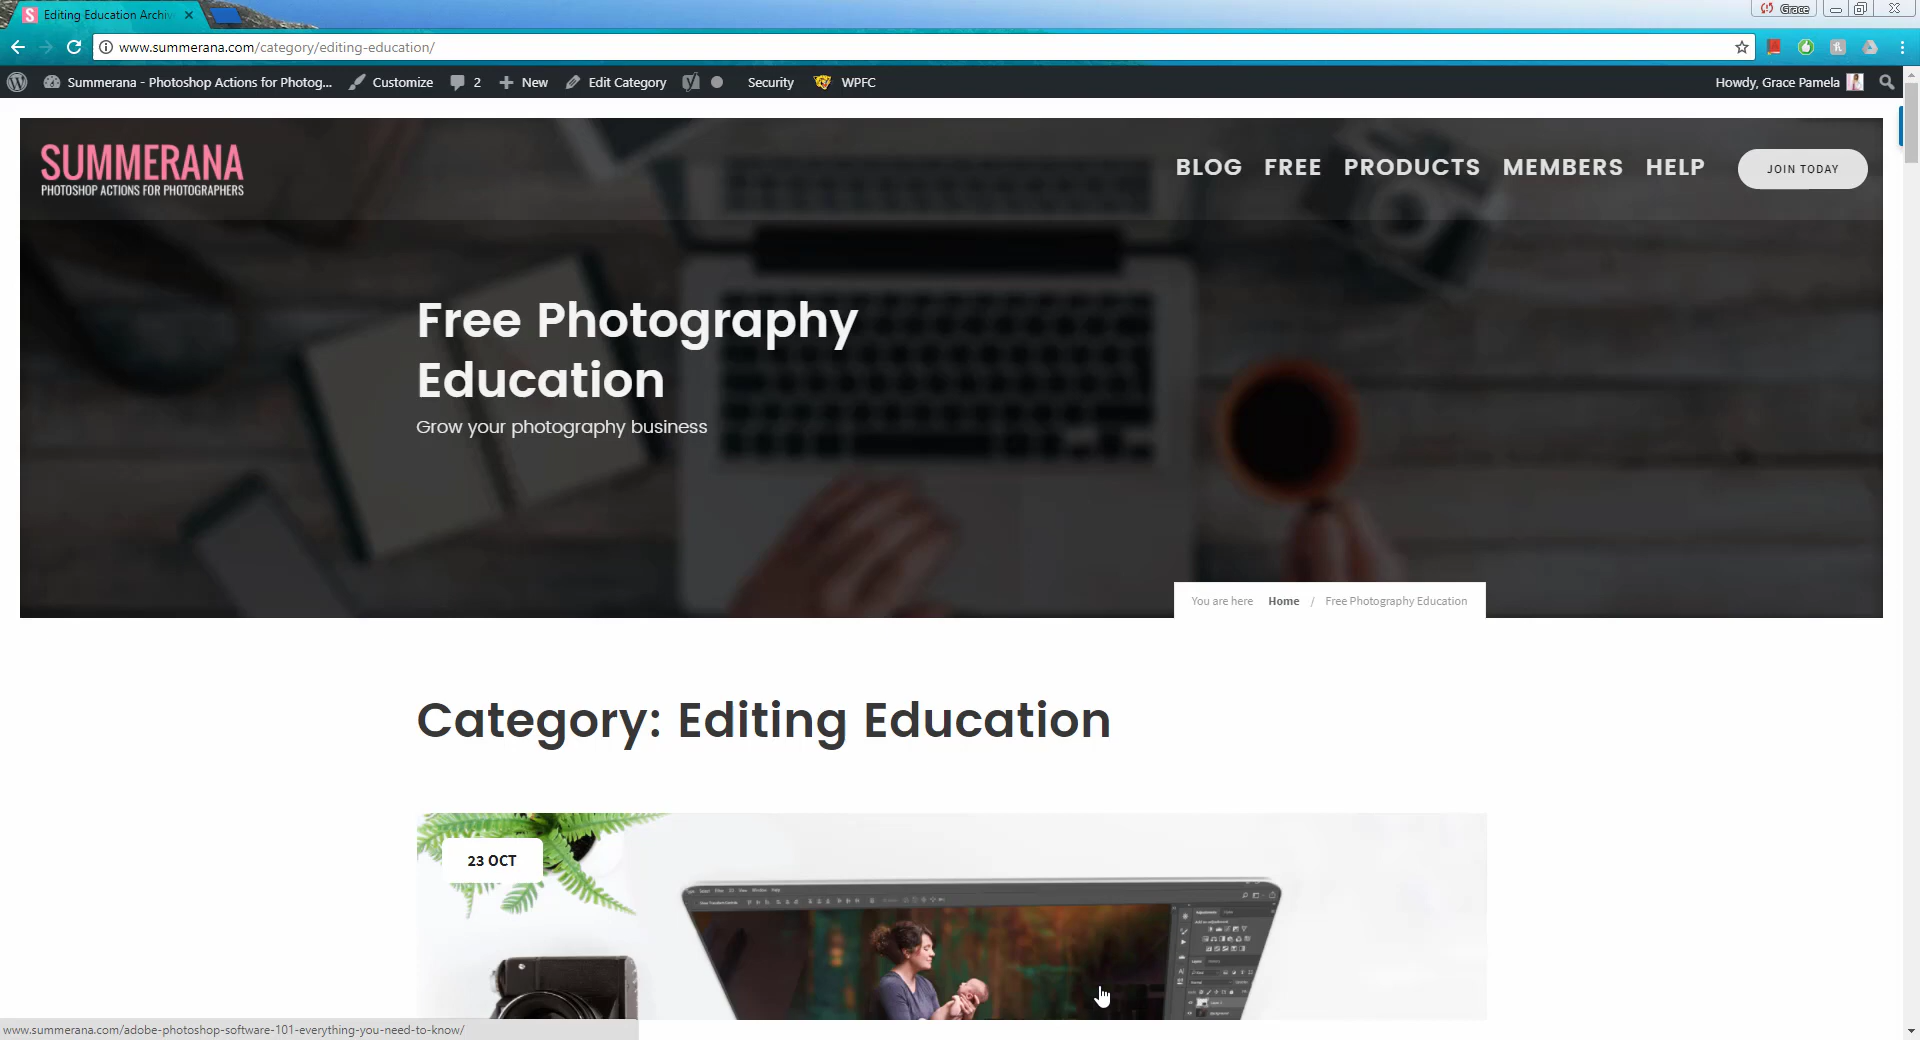 Editing Education Archiv
Grace
www.summerana.com/category/editing-education/
Summerana - Photoshop Actions for Photog...
Customize
2
New
Edit Category
Security
WPFC
Howdy, Grace Pamela
SUMMERANA
PHOTOSHOP ACTIONS FOR PHOTOGRAPHERS
BLOG
FREE
PRODUCTS
MEMBERS
HELP
JOIN TODAY
Free Photography
Education
Grow your photography business
You are here Home / Free Photography Education
Category: Editing Education
23 OCT
www.summerana.com/adobe-photoshop-software-101-everything-you-need-to-know/